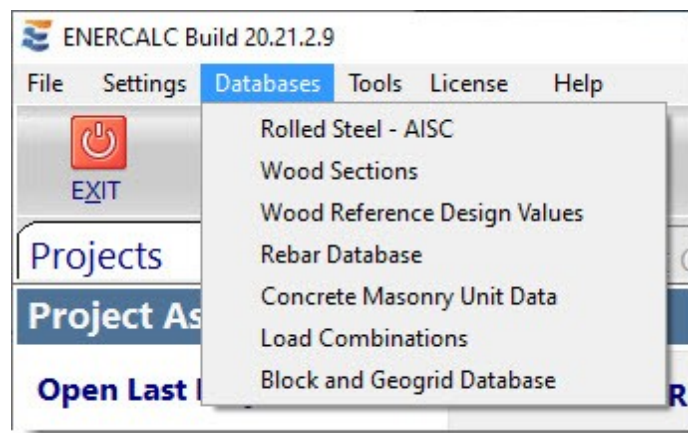 ENERCALC Build 20.21.2.9
File Settings Databases Tools License Help
Rolled Steel - AISC
Wood Sections
Wood Reference Design Values
Rebar Database
Concrete Masonry Unit Data
Load Combinations
Block and Geogrid Database
EXIT
Projects
Project As
Open Last
R